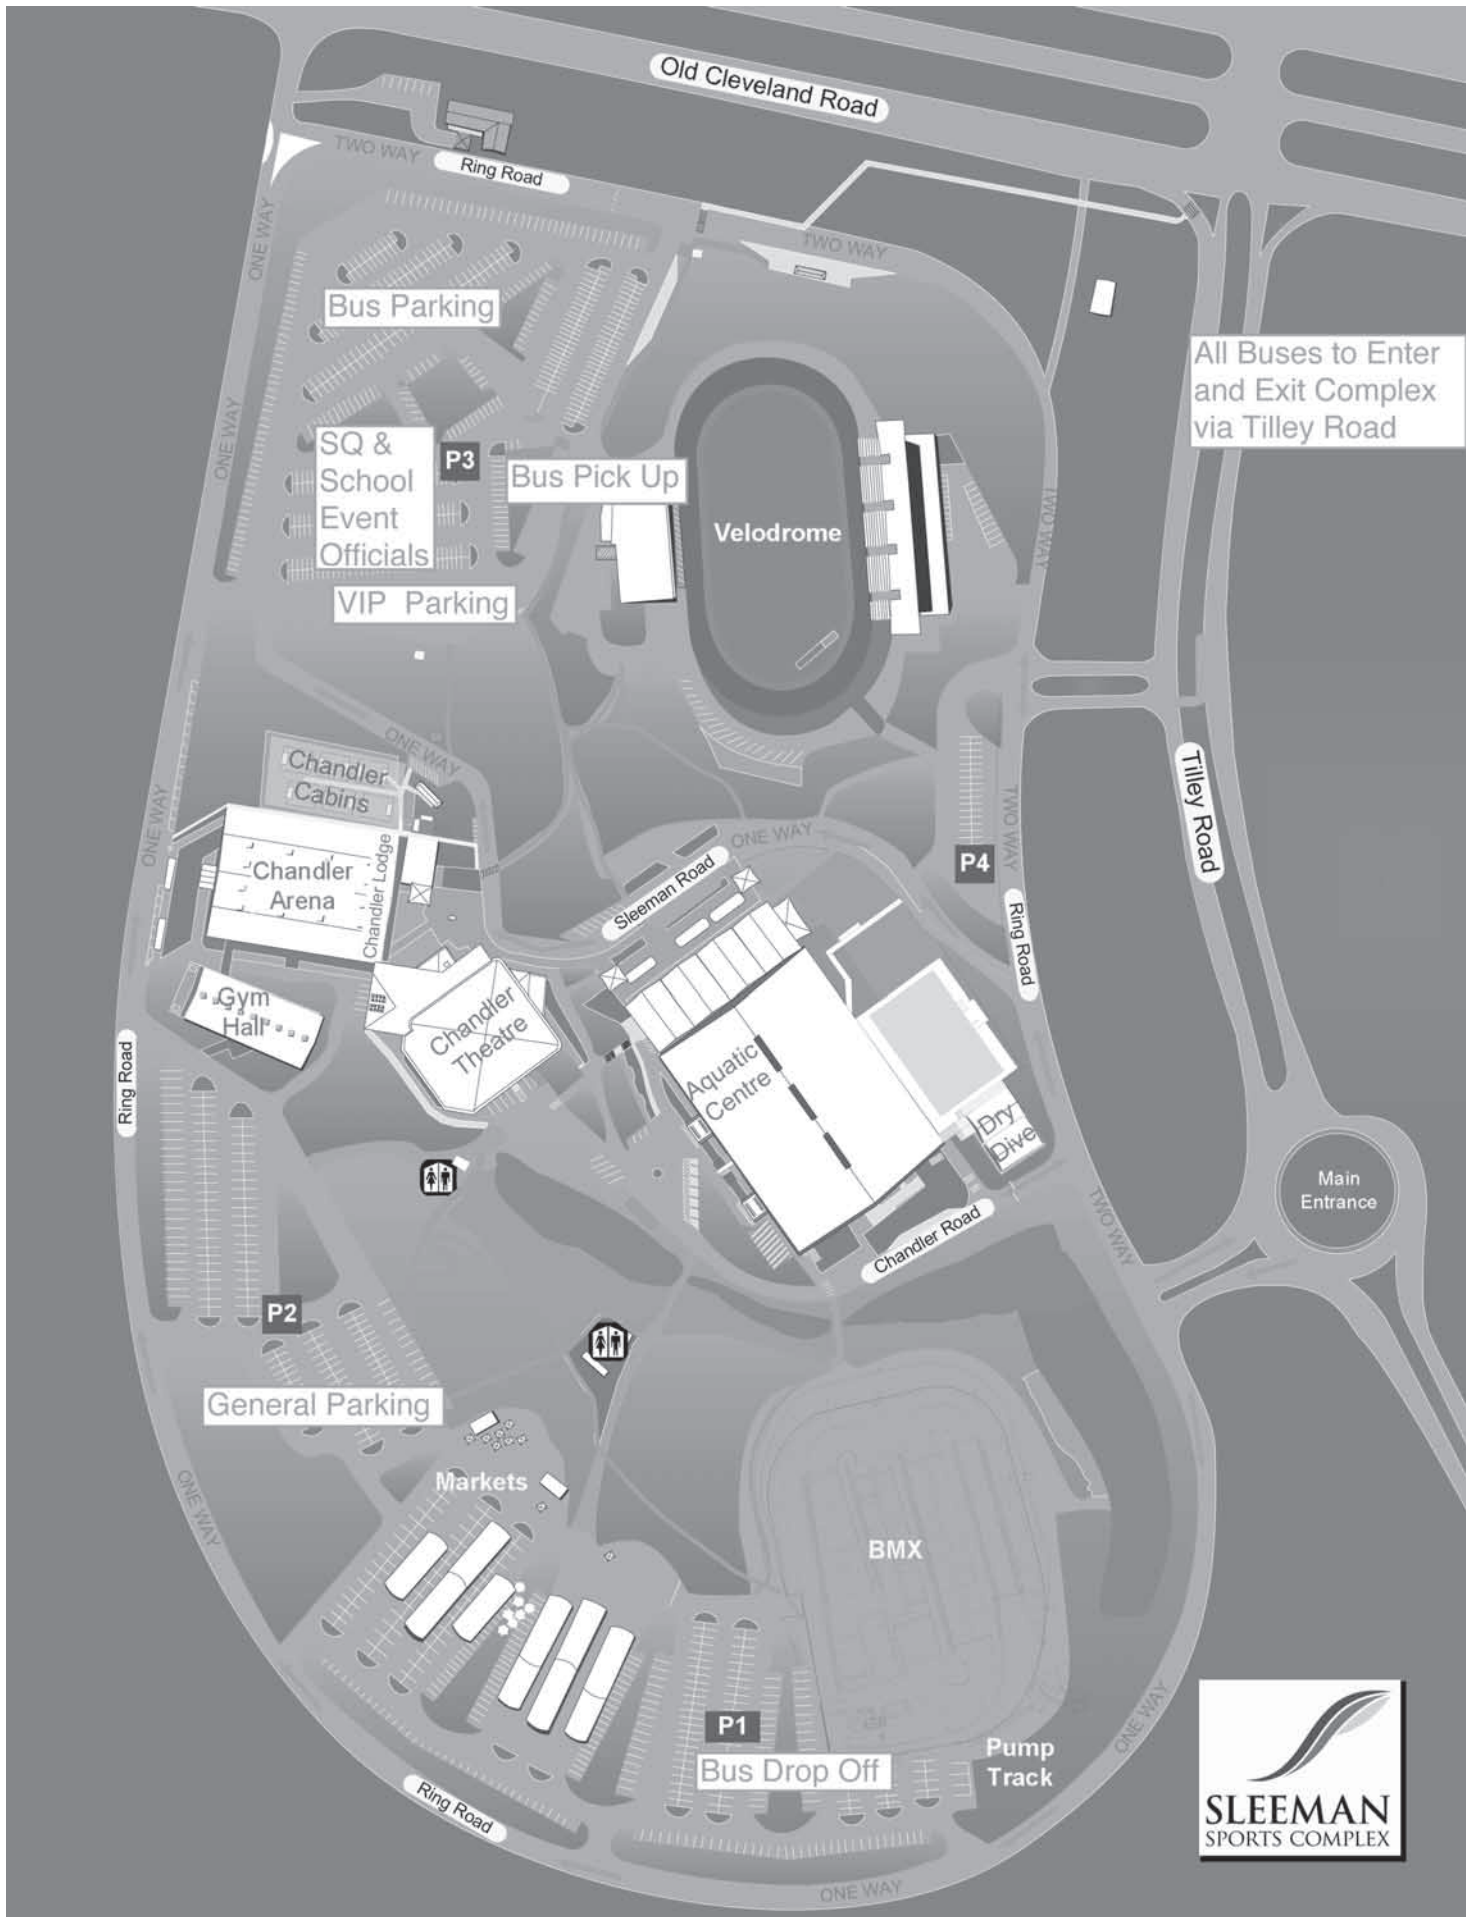 Old Cleveland Road
TWO WAY
Ring Road
ONE WAY
TWO WAY
Bus Parking
All Buses to Enter
and Exit Complex
via Tilley Road
ONE WAY
SQ &
School
Event
Officials
P3
Bus Pick Up
Velodrome
TWO WAY
VIP Parking
ONE WAY
Chandler
Cabins
Tilley Road
ONE WAY
TWO WAY
ONE WAY
P4
Chandler
Arena
Chandler Lodge
Sleeman Road
Ring Road
Gym
Hall
Chandler
Theatre
Aquatic
Centre
Ring Road
Dry
Dive
Main
Entrance
TWO WAY
Chandler Road
P2
General Parking
Markets
ONE WAY
BMX
P1
Bus Drop Off
Pump
Track
ONE WAY
Ring Road
ONE WAY
SLEEMAN
SPORTS COMPLEX